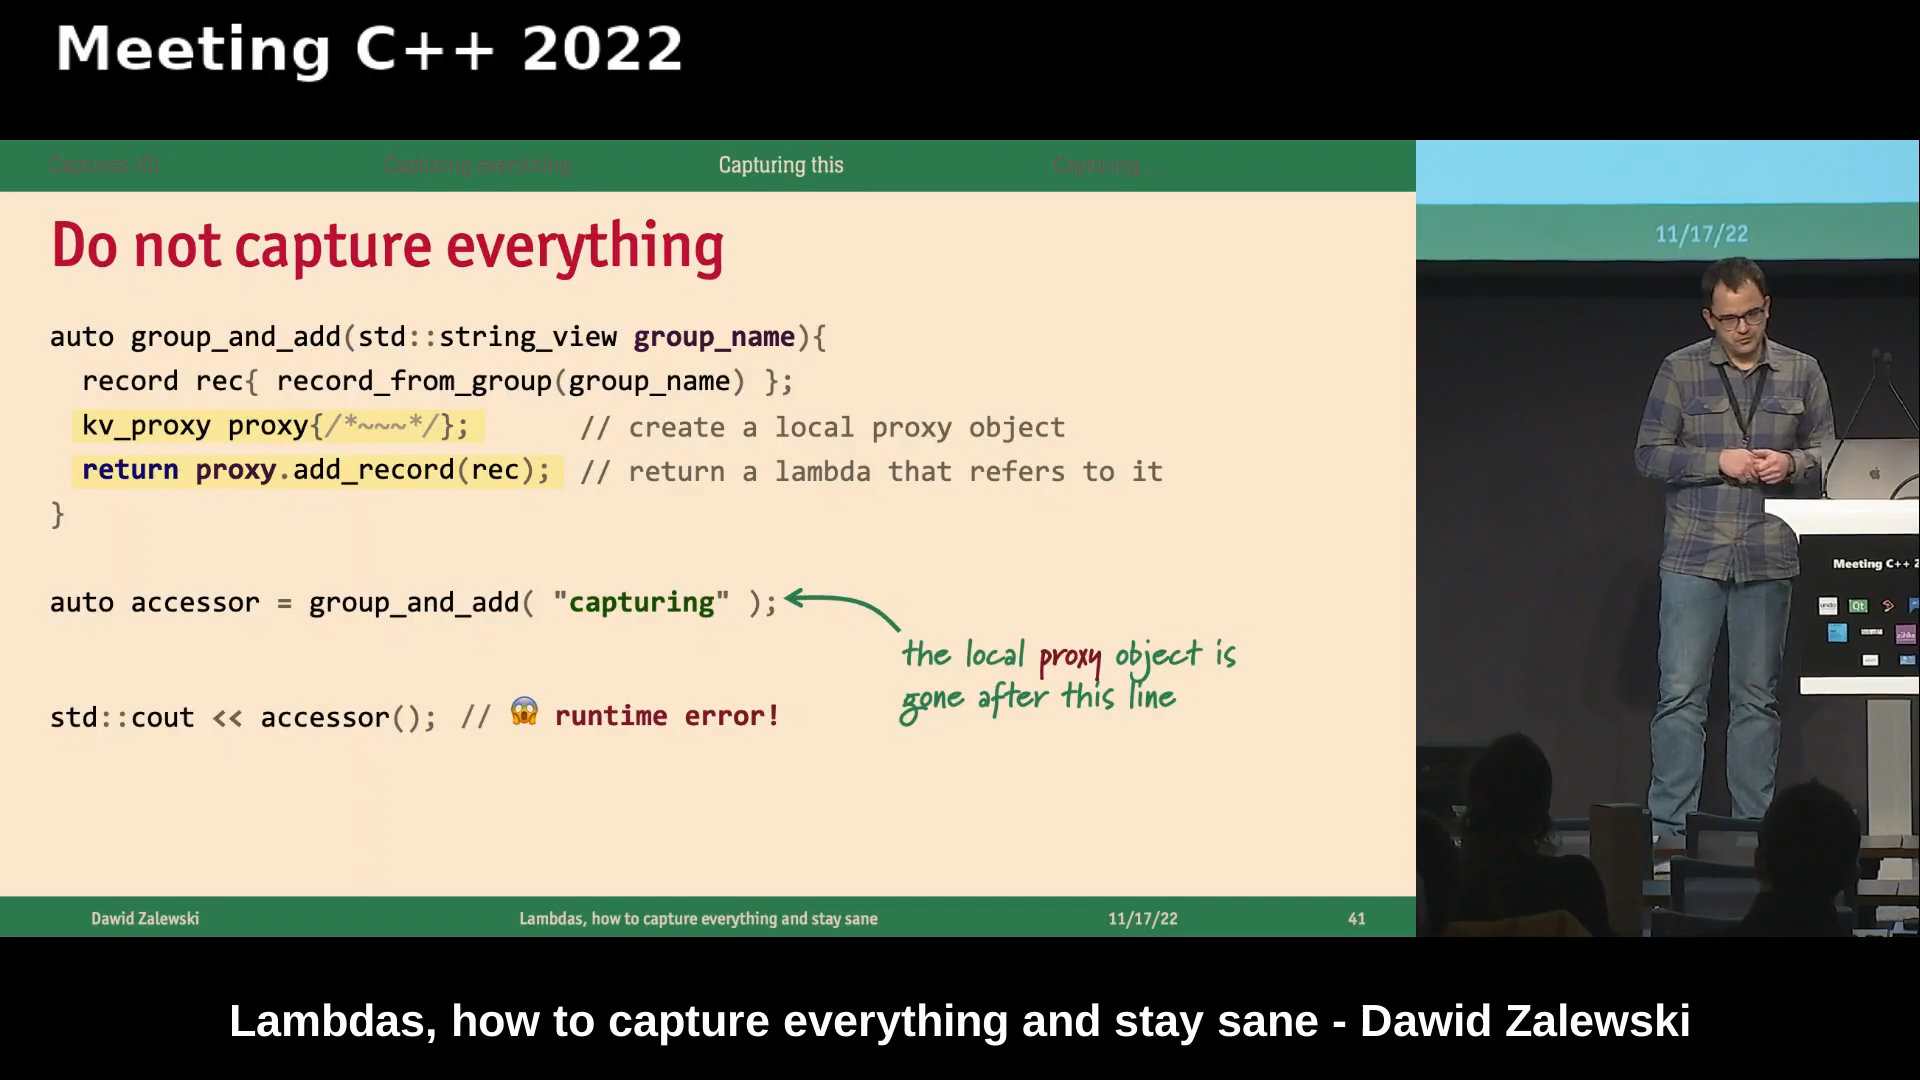 Meeting C++ 2022
Captures (0) Capturing everything Capturing this Capturing...
11/17/22
Do not capture everything
auto group_and_add(std::string_view group_name){
record rec{ record_from_group(group_name) };
kv_proxy proxy{/*~~~*/}; // create a local proxy object
return proxy.add_record(rec); // return a lambda that refers to it
}
auto accessor = group_and_add( "capturing" );
the local proxy object is
gone after this line
std::cout << accessor(); // 😱 runtime error!
Meeting C++ 2
undo Qt
Dawid Zalewski Lambdas, how to capture everything and stay sane 11/17/22 41
Lambdas, how to capture everything and stay sane - Dawid Zalewski